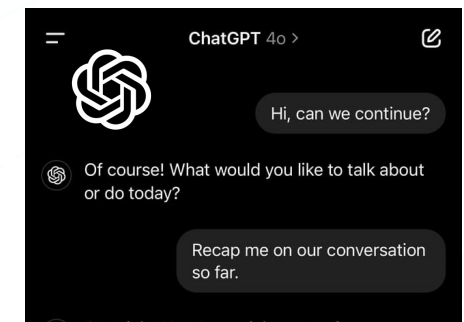 ChatGPT 4o >
Hi, can we continue?
Of course! What would you like to talk about
or do today?
Recap me on our conversation
so far.